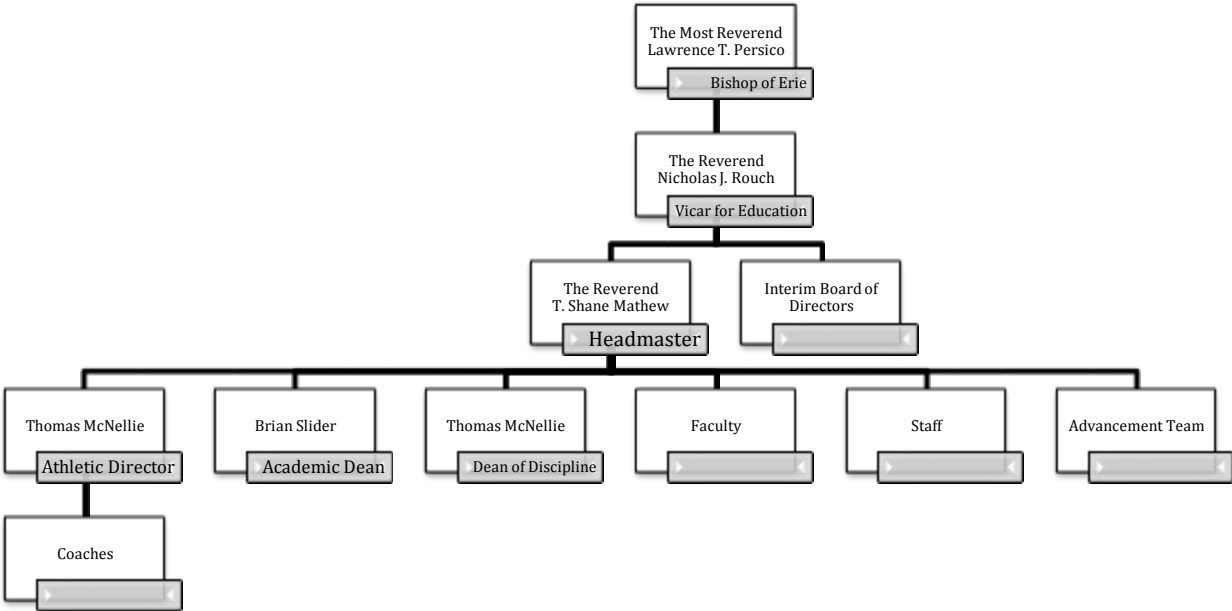 The Most Reverend
Lawrence T. Persico
Bishop of Erie
The Reverend
Nicholas J. Rouch
Vicar for Education
The Reverend
T. Shane Mathew
Headmaster
Interim Board of
Directors
Thomas McNellie
Athletic Director
Brian Slider
Academic Dean
Thomas McNellie
Dean of Discipline
Faculty
Staff
Advancement Team
Coaches